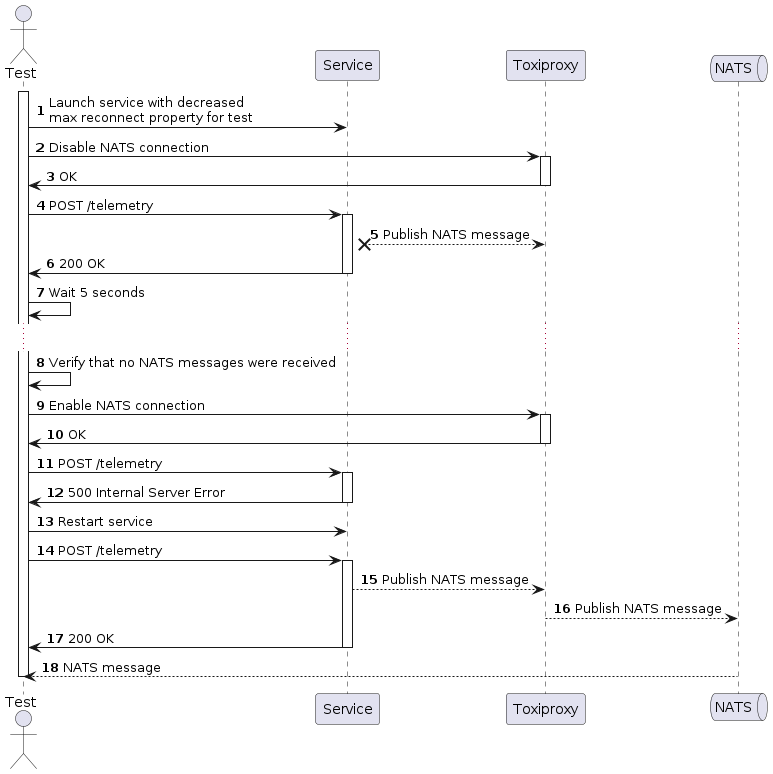 Test
Service
Toxiproxy
NATS
1 Launch service with decreased
max reconnect property for test
2 Disable NATS connection
3 OK
4 POST /telemetry
5 Publish NATS message
6 200 OK
7 Wait 5 seconds
8 Verify that no NATS messages were received
9 Enable NATS connection
10 OK
11 POST /telemetry
12 500 Internal Server Error
13 Restart service
14 POST /telemetry
15 Publish NATS message
16 Publish NATS message
17 200 OK
18 NATS message
Test
Service
Toxiproxy
NATS